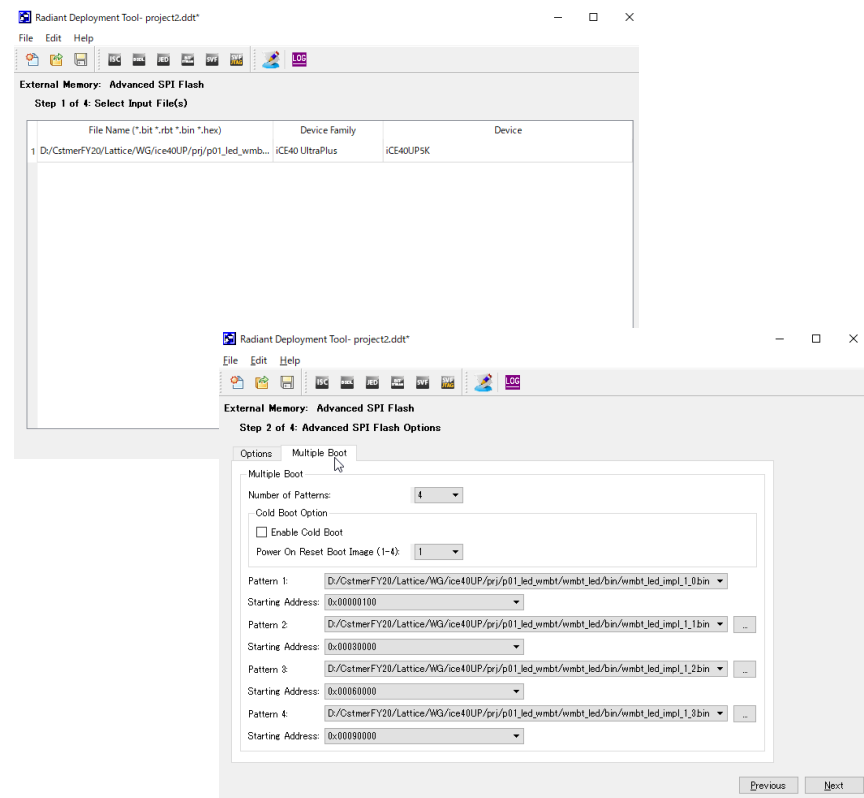 Radiant Deployment Tool- project2.ddt*
File Edit Help
ISC JED SVF LOG
External Memory: Advanced SPI Flash
Step 1 of 4: Select Input File(s)
File Name (*.bit *.rbt *.bin *.hex) Device Family Device
1 D:/CstmerFY20/Lattice/WG/ice40UP/prj/p01_led_wmb... iCE40 UltraPlus iCE40UP5K
Radiant Deployment Tool- project2.ddt*
File Edit Help
ISC JED SVF LOG
External Memory: Advanced SPI Flash
Step 2 of 4: Advanced SPI Flash Options
Options Multiple Boot
Multiple Boot
Number of Patterns: 4
Cold Boot Option
Enable Cold Boot
Power On Reset Boot Image (1-4): 1
Pattern 1: D:/CstmerFY20/Lattice/WG/ice40UP/prj/p01_led_wmbt/wmbt_led/bin/wmbt_led_impl_1_0.bin
Starting Address: 0x00000100
Pattern 2: D:/CstmerFY20/Lattice/WG/ice40UP/prj/p01_led_wmbt/wmbt_led/bin/wmbt_led_impl_1_1.bin ...
Starting Address: 0x00030000
Pattern 3: D:/CstmerFY20/Lattice/WG/ice40UP/prj/p01_led_wmbt/wmbt_led/bin/wmbt_led_impl_1_2.bin ...
Starting Address: 0x00060000
Pattern 4: D:/CstmerFY20/Lattice/WG/ice40UP/prj/p01_led_wmbt/wmbt_led/bin/wmbt_led_impl_1_3.bin ...
Starting Address: 0x00090000
Previous Next